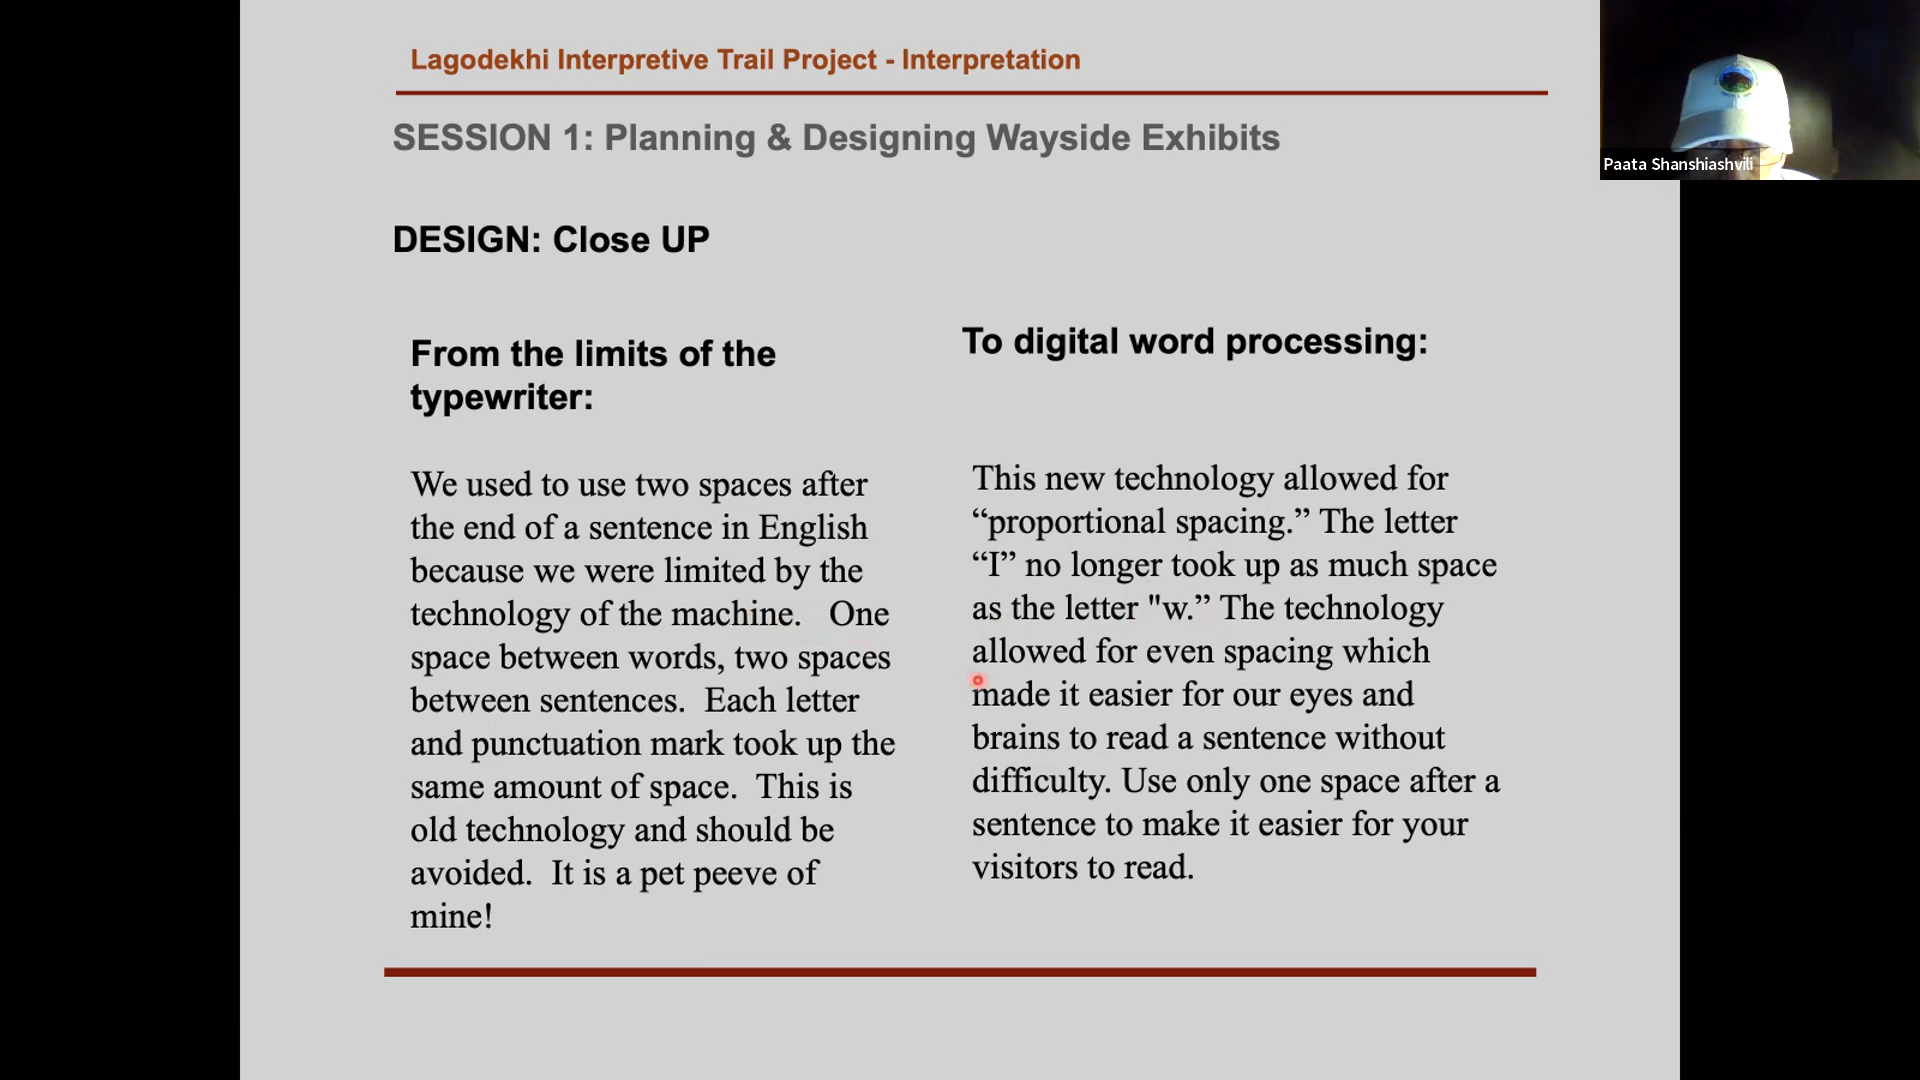 Lagodekhi Interpretive Trail Project - Interpretation
SESSION 1: Planning & Designing Wayside Exhibits
DESIGN: Close UP
From the limits of the
typewriter:
We used to use two spaces after
the end of a sentence in English
because we were limited by the
technology of the machine.   One
space between words, two spaces
between sentences.  Each letter
and punctuation mark took up the
same amount of space.  This is
old technology and should be
avoided.  It is a pet peeve of
mine!
To digital word processing:
This new technology allowed for
“proportional spacing.” The letter
“I” no longer took up as much space
as the letter "w.” The technology
allowed for even spacing which
made it easier for our eyes and
brains to read a sentence without
difficulty. Use only one space after a
sentence to make it easier for your
visitors to read.
Paata Shanshiashvili